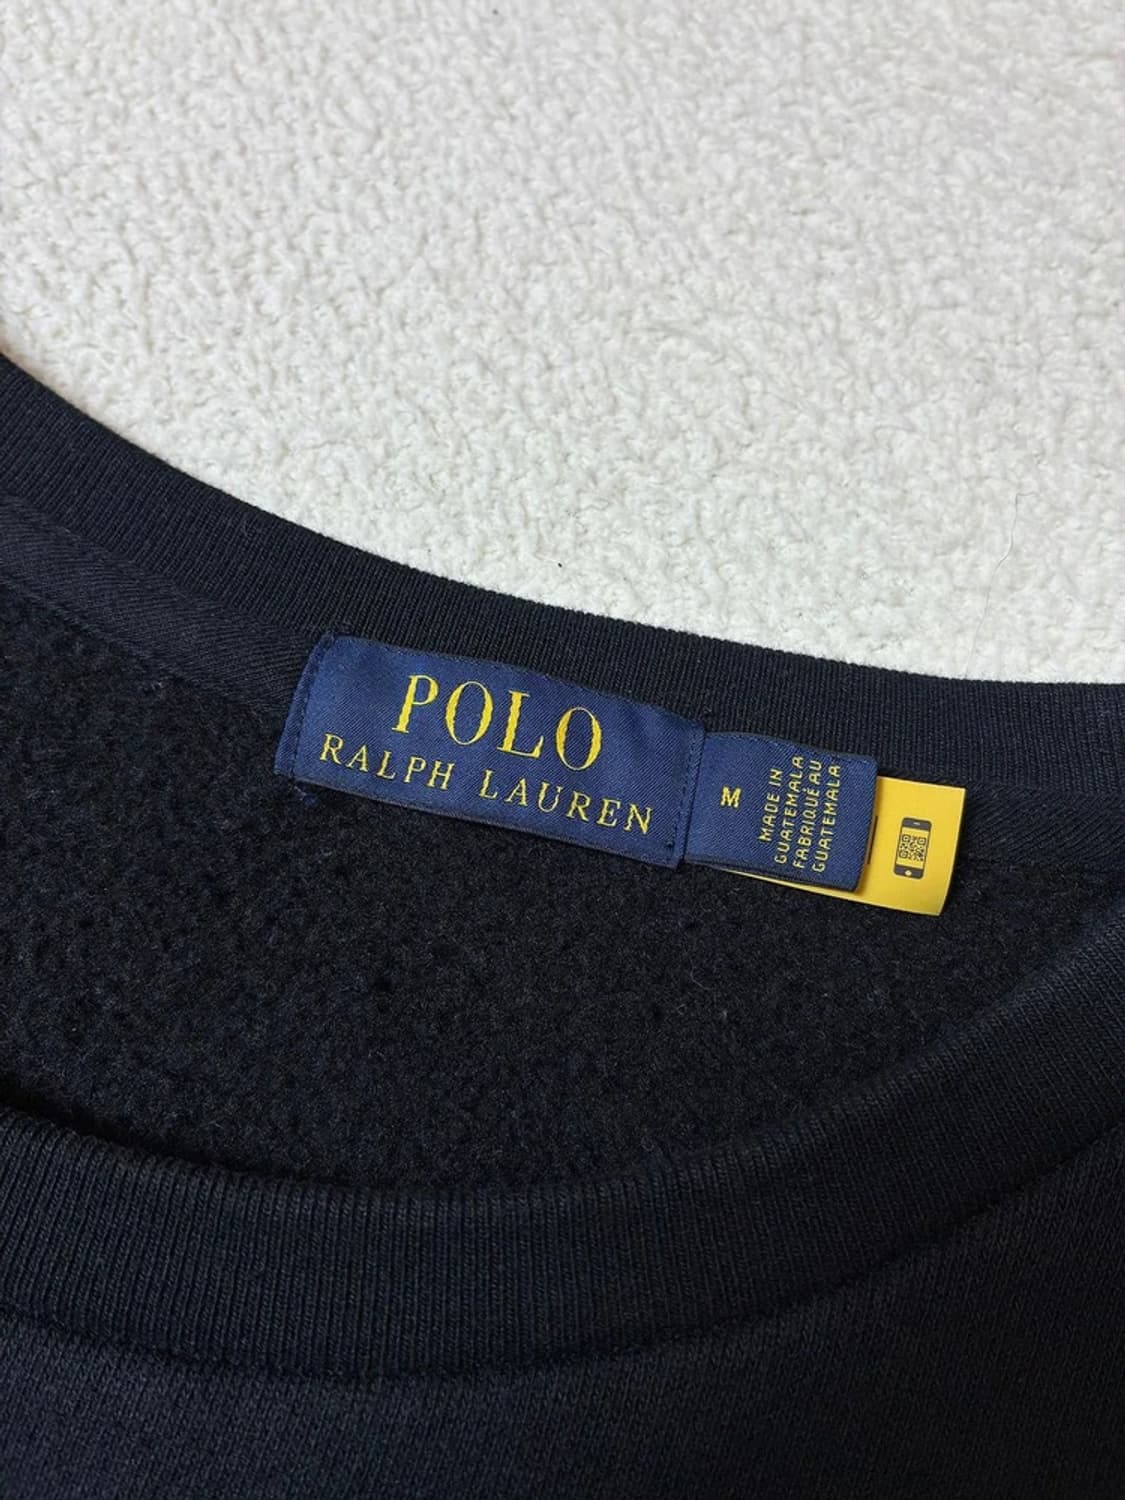 POLO
RALPH LAUREN
M
MADE IN
GUATEMALA
FABRIQUÉ AU
GUATEMALA